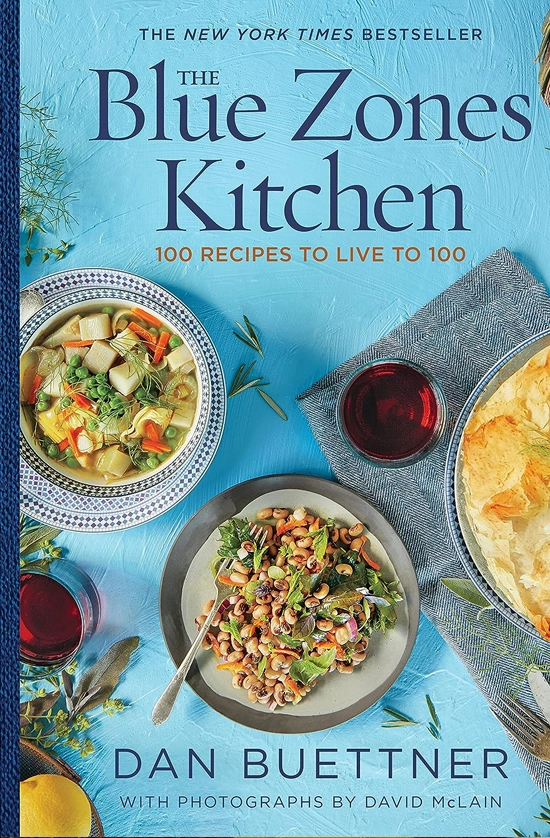 THE NEW YORK TIMES BESTSELLER
THE
Blue Zones
Kitchen
100 RECIPES TO LIVE TO 100
DAN BUETTNER
WITH PHOTOGRAPHS BY DAVID McLAIN